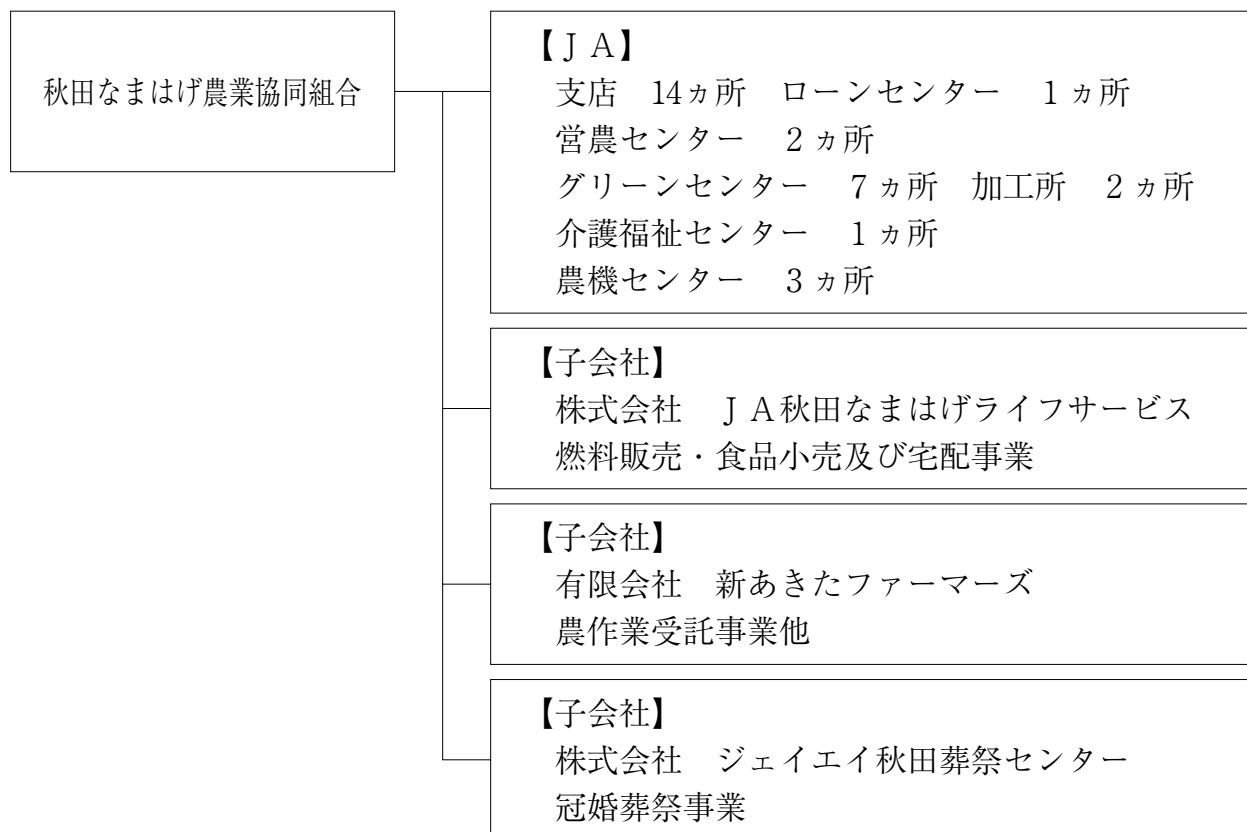 秋田なまはげ農業協同組合
【ＪＡ】
支店　14ヵ所　ローンセンター　１ヵ所
営農センター　２ヵ所
グリーンセンター　７ヵ所　加工所　２ヵ所
介護福祉センター　１ヵ所
農機センター　３ヵ所
【子会社】
株式会社　ＪＡ秋田なまはげライフサービス
燃料販売・食品小売及び宅配事業
【子会社】
有限会社　新あきたファーマーズ
農作業受託事業他
【子会社】
株式会社　ジェイエイ秋田葬祭センター
冠婚葬祭事業